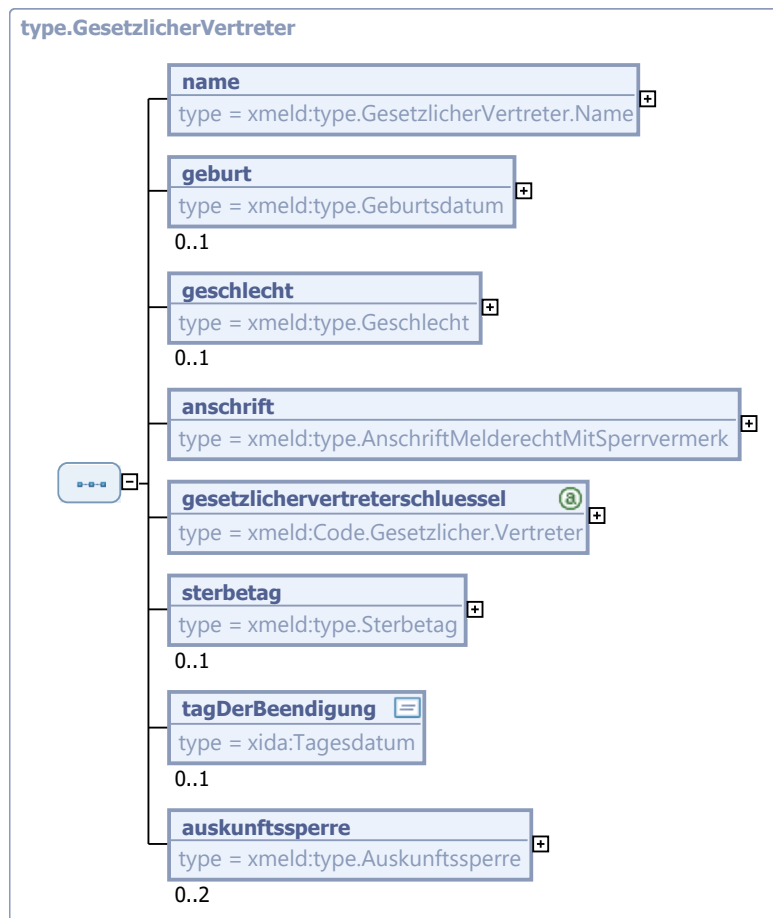 type.GesetzlicherVertreter
name
type = xmeld:type.GesetzlicherVertreter.Name
geburt
type = xmeld:type.Geburtsdatum
0..1
geschlecht
type = xmeld:type.Geschlecht
0..1
anschrift
type = xmeld:type.AnschriftMelderechtMitSperrvermerk
gesetzlichervertreterschluessel a
type = xmeld:Code.Gesetzlicher.Vertreter
sterbetag
type = xmeld:type.Sterbetag
0..1
tagDerBeendigung
type = xida:Tagesdatum
0..1
auskunftssperre
type = xmeld:type.Auskunftssperre
0..2